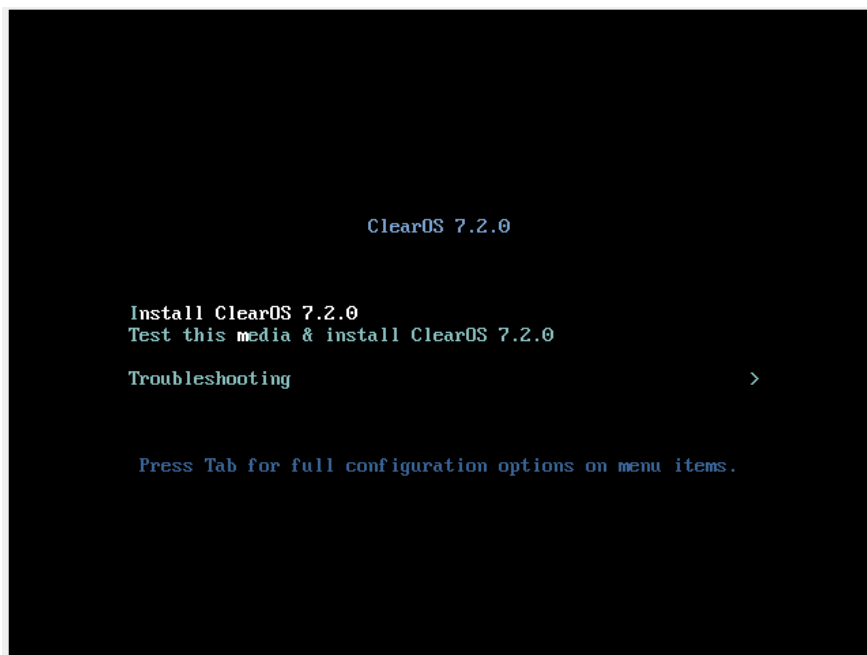 ClearOS 7.2.0
Install ClearOS 7.2.0
Test this media & install ClearOS 7.2.0
Troubleshooting >
Press Tab for full configuration options on menu items.